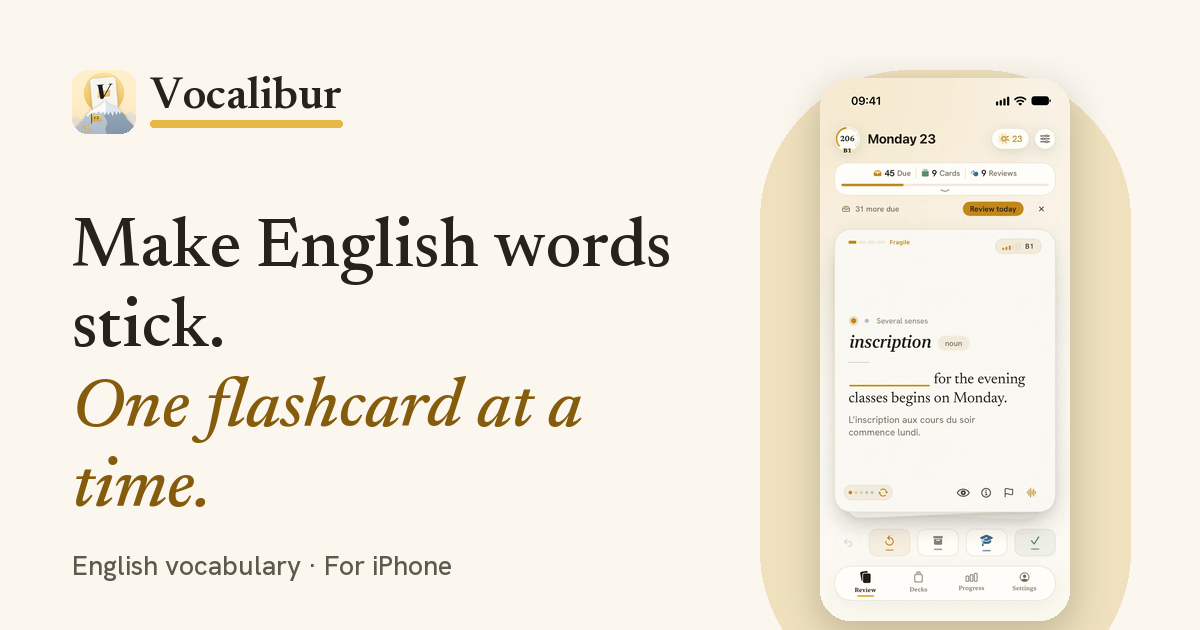 V
Vocalibur
Make English words
stick.
One flashcard at a
time.
English vocabulary · For iPhone
09:41
206
B1
Monday 23
23
45 Due
9 Cards
9 Reviews
31 more due
Review today
×
Fragile
B1
Several senses
inscription
noun
________ for the evening
classes begins on Monday.
L'inscription aux cours du soir
commence lundi.
Review
Decks
Progress
Settings